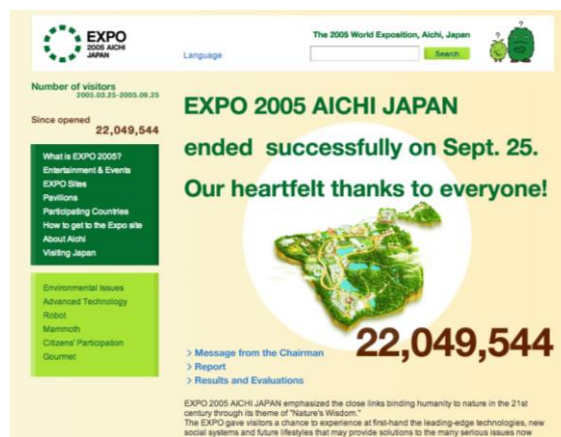 EXPO
2005 AICHI
JAPAN
Language
The 2005 World Exposition, Aichi, Japan
Search
Number of visitors
2005.03.25-2005.09.25
Since opened
22,049,544
What is EXPO 2005?
Entertainment & Events
EXPO Sites
Pavilions
Participating Countries
How to get to the Expo site
About Aichi
Visiting Japan
Environmental Issues
Advanced Technology
Robot
Mammoth
Citizens' Participation
Gourmet
EXPO 2005 AICHI JAPAN
ended successfully on Sept. 25.
Our heartfelt thanks to everyone!
22,049,544
> Message from the Chairman
> Report
> Results and Evaluations
EXPO 2005 AICHI JAPAN emphasized the close links binding humanity to nature in the 21st
century through its theme of "Nature's Wisdom."
The EXPO gave visitors a chance to experience at first-hand the leading-edge technologies, new
social systems and future lifestyles that may provide solutions to the many serious issues now